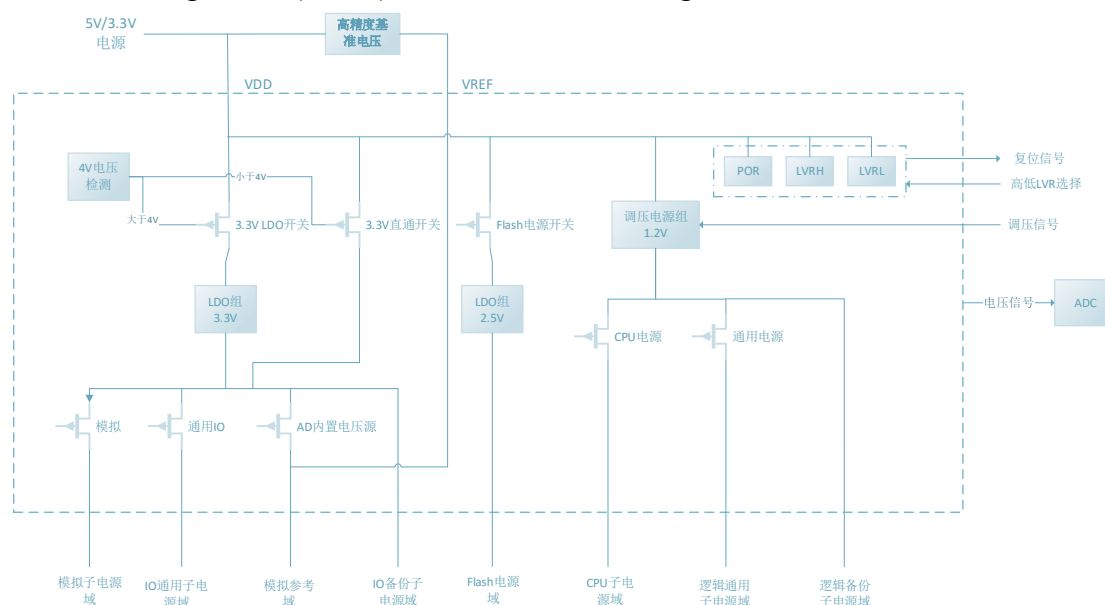 5V/3.3V
电源
高精度基
准电压
VDD
VREF
4V电压
检测
小于4V
大于4V
3.3V LDO开关
3.3V直通开关
Flash电源开关
POR
LVRH
LVRL
复位信号
高低LVR选择
调压电源组
1.2V
调压信号
LDO组
3.3V
LDO组
2.5V
电压信号
ADC
CPU电源
通用电源
模拟
通用IO
AD内置电压源
模拟子电源
域
IO通用子电
源域
模拟参考
域
IO备份子
电源域
Flash电源
域
CPU子电
源域
逻辑通用
子电源域
逻辑备份
子电源域